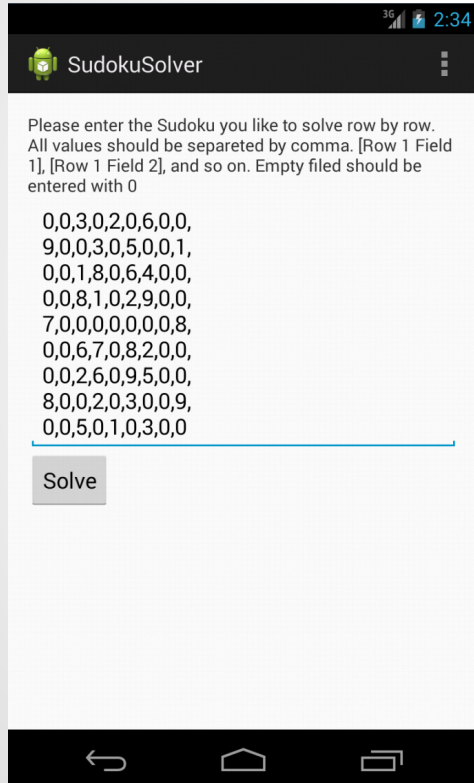 3G 2:34
SudokuSolver
Please enter the Sudoku you like to solve row by row.
All values should be separeted by comma. [Row 1 Field
1], [Row 1 Field 2], and so on. Empty filed should be
entered with 0
0,0,3,0,2,0,6,0,0,
9,0,0,3,0,5,0,0,1,
0,0,1,8,0,6,4,0,0,
0,0,8,1,0,2,9,0,0,
7,0,0,0,0,0,0,0,8,
0,0,6,7,0,8,2,0,0,
0,0,2,6,0,9,5,0,0,
8,0,0,2,0,3,0,0,9,
0,0,5,0,1,0,3,0,0
Solve